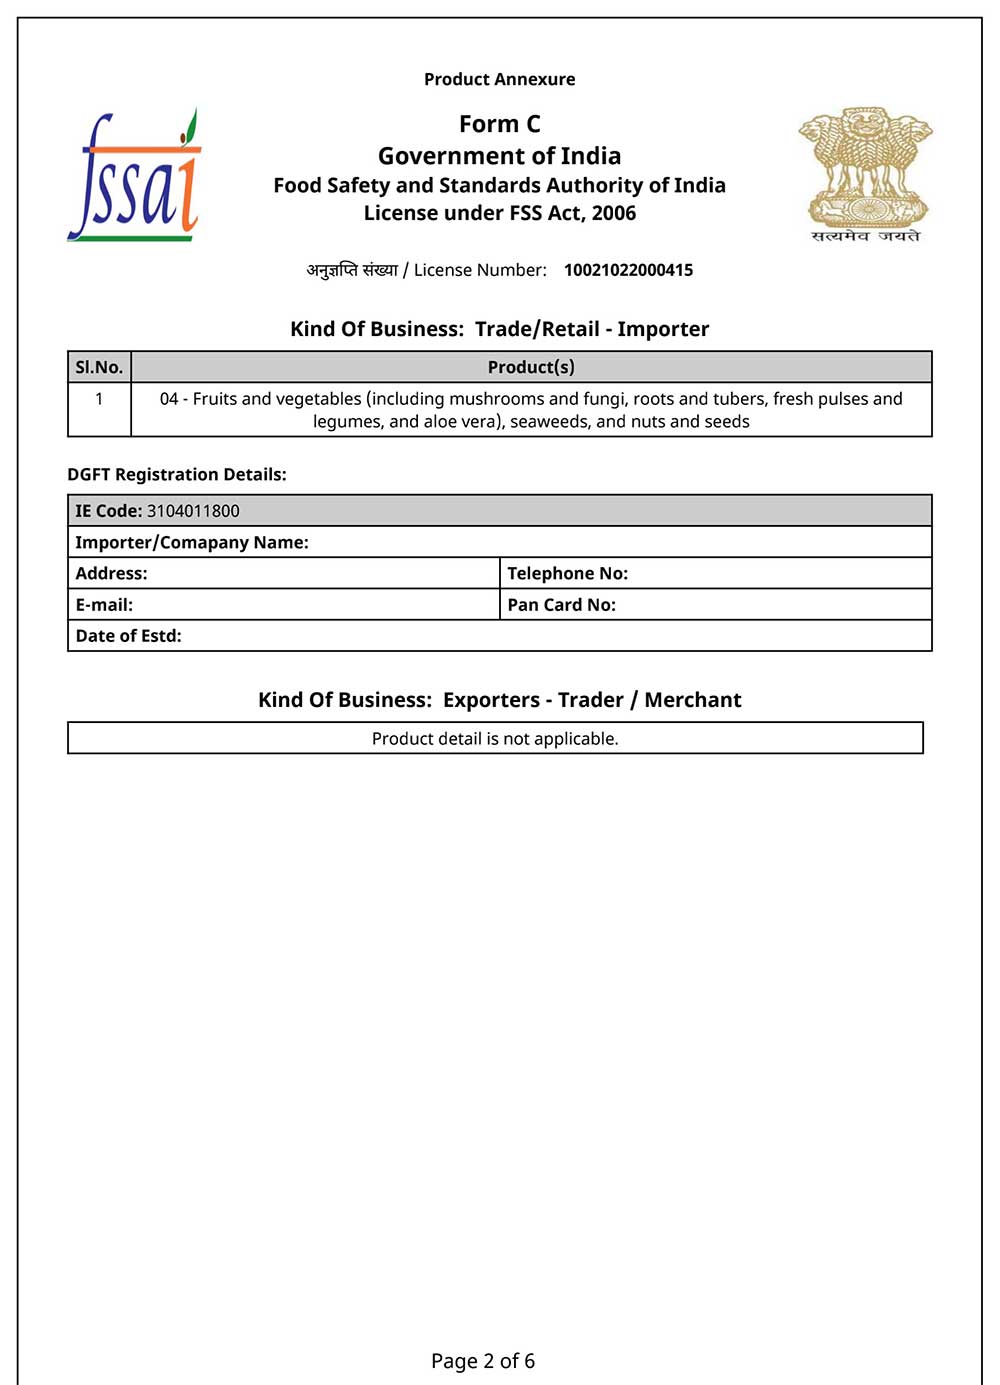 Product Annexure
Form C
fssai
Government of India
Food Safety and Standards Authority of India
License under FSS Act, 2006
सत्यमेव जयते
अनुज्ञप्ति संख्या / License Number: 10021022000415
Kind Of Business: Trade/Retail - Importer
Sl.No. Product(s)
1 04 - Fruits and vegetables (including mushrooms and fungi, roots and tubers, fresh pulses and
legumes, and aloe vera), seaweeds, and nuts and seeds
DGFT Registration Details:
IE Code: 3104011800
Importer/Comapany Name:
Address: Telephone No:
E-mail: Pan Card No:
Date of Estd:
Kind Of Business: Exporters - Trader / Merchant
Product detail is not applicable.
Page 2 of 6